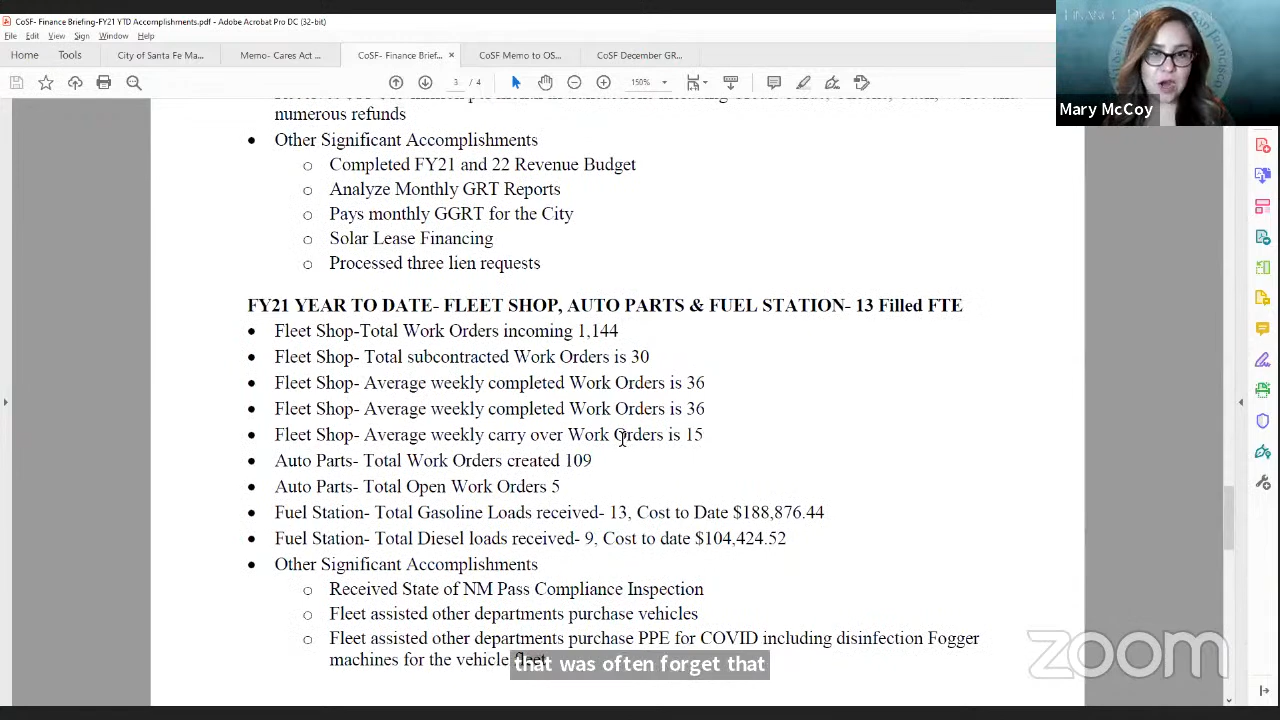 CoSF- Finance Briefing-FY21 YTD Accomplishments.pdf - Adobe Acrobat Pro DC (32-bit)
File Edit View Sign Window Help
Home Tools City of Santa Fe Ma... Memo- Cares Act ... CoSF- Finance Brief... × CoSF Memo to OS... CoSF December GR...
3 / 4 150%
Mary McCoy
numerous refunds
• Other Significant Accomplishments
o Completed FY21 and 22 Revenue Budget
o Analyze Monthly GRT Reports
o Pays monthly GGRT for the City
o Solar Lease Financing
o Processed three lien requests
FY21 YEAR TO DATE- FLEET SHOP, AUTO PARTS & FUEL STATION- 13 Filled FTE
• Fleet Shop-Total Work Orders incoming 1,144
• Fleet Shop- Total subcontracted Work Orders is 30
• Fleet Shop- Average weekly completed Work Orders is 36
• Fleet Shop- Average weekly completed Work Orders is 36
• Fleet Shop- Average weekly carry over Work Orders is 15
• Auto Parts- Total Work Orders created 109
• Auto Parts- Total Open Work Orders 5
• Fuel Station- Total Gasoline Loads received- 13, Cost to Date $188,876.44
• Fuel Station- Total Diesel loads received- 9, Cost to date $104,424.52
• Other Significant Accomplishments
o Received State of NM Pass Compliance Inspection
o Fleet assisted other departments purchase vehicles
o Fleet assisted other departments purchase PPE for COVID including disinfection Fogger
machines for the vehicle fleet
that was often forget that
zoom